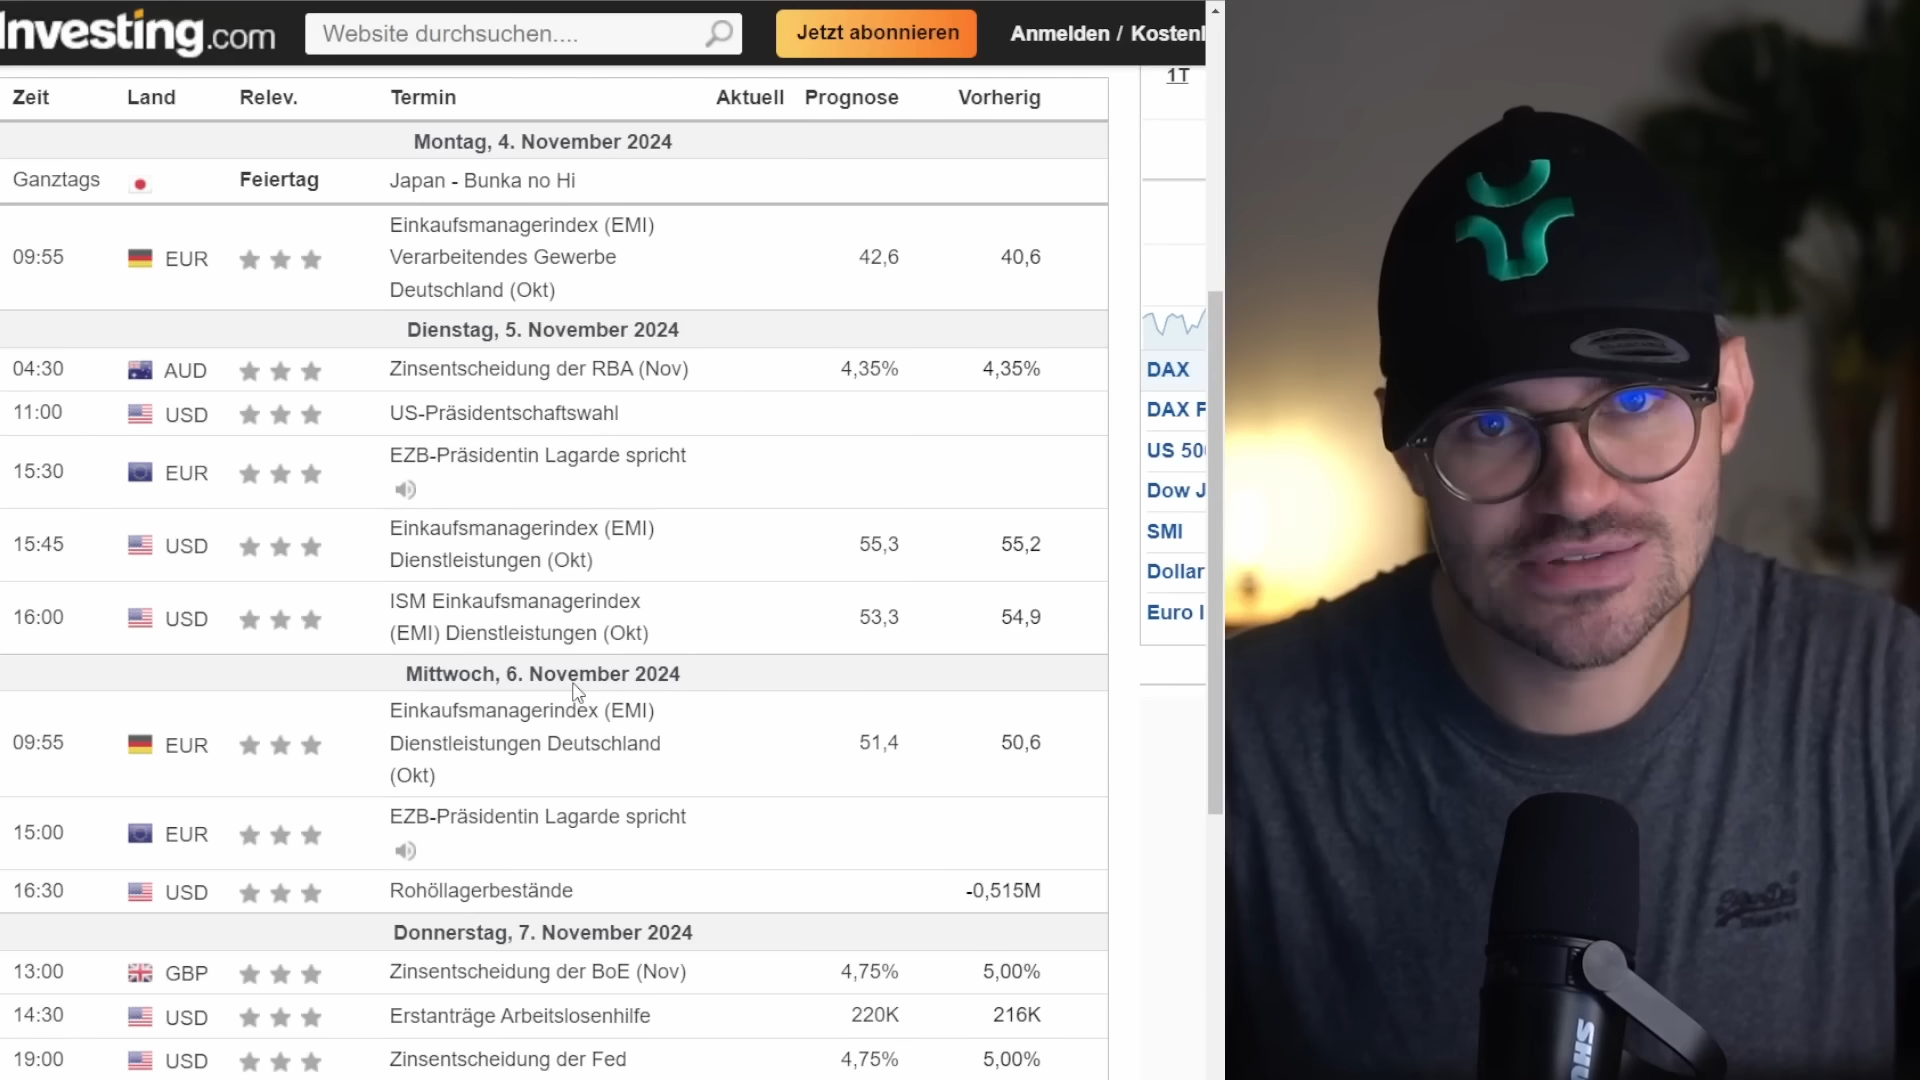 Investing.com
Website durchsuchen....
Jetzt abonnieren
Anmelden / Kostenl
1T
Zeit Land Relev. Termin Aktuell Prognose Vorherig
Montag, 4. November 2024
Ganztags Feiertag Japan - Bunka no Hi
09:55 EUR Einkaufsmanagerindex (EMI)
Verarbeitendes Gewerbe 42,6 40,6
Deutschland (Okt)
Dienstag, 5. November 2024
04:30 AUD Zinsentscheidung der RBA (Nov) 4,35% 4,35%
11:00 USD US-Präsidentschaftswahl
15:30 EUR EZB-Präsidentin Lagarde spricht
15:45 USD Einkaufsmanagerindex (EMI)
Dienstleistungen (Okt) 55,3 55,2
16:00 USD ISM Einkaufsmanagerindex
(EMI) Dienstleistungen (Okt) 53,3 54,9
Mittwoch, 6. November 2024
09:55 EUR Einkaufsmanagerindex (EMI)
Dienstleistungen Deutschland 51,4 50,6
(Okt)
15:00 EUR EZB-Präsidentin Lagarde spricht
16:30 USD Rohöllagerbestände -0,515M
Donnerstag, 7. November 2024
13:00 GBP Zinsentscheidung der BoE (Nov) 4,75% 5,00%
14:30 USD Erstanträge Arbeitslosenhilfe 220K 216K
19:00 USD Zinsentscheidung der Fed 4,75% 5,00%
DAX
DAX F
US 50
Dow J
SMI
Dollar
Euro I